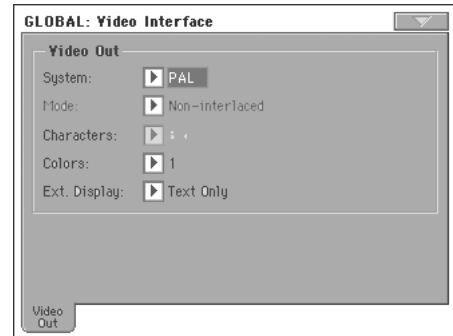 GLOBAL: Video Interface
Video Out
System: PAL
Mode: Non-interlaced
Characters:
Colors: 1
Ext. Display: Text Only
Video
Out